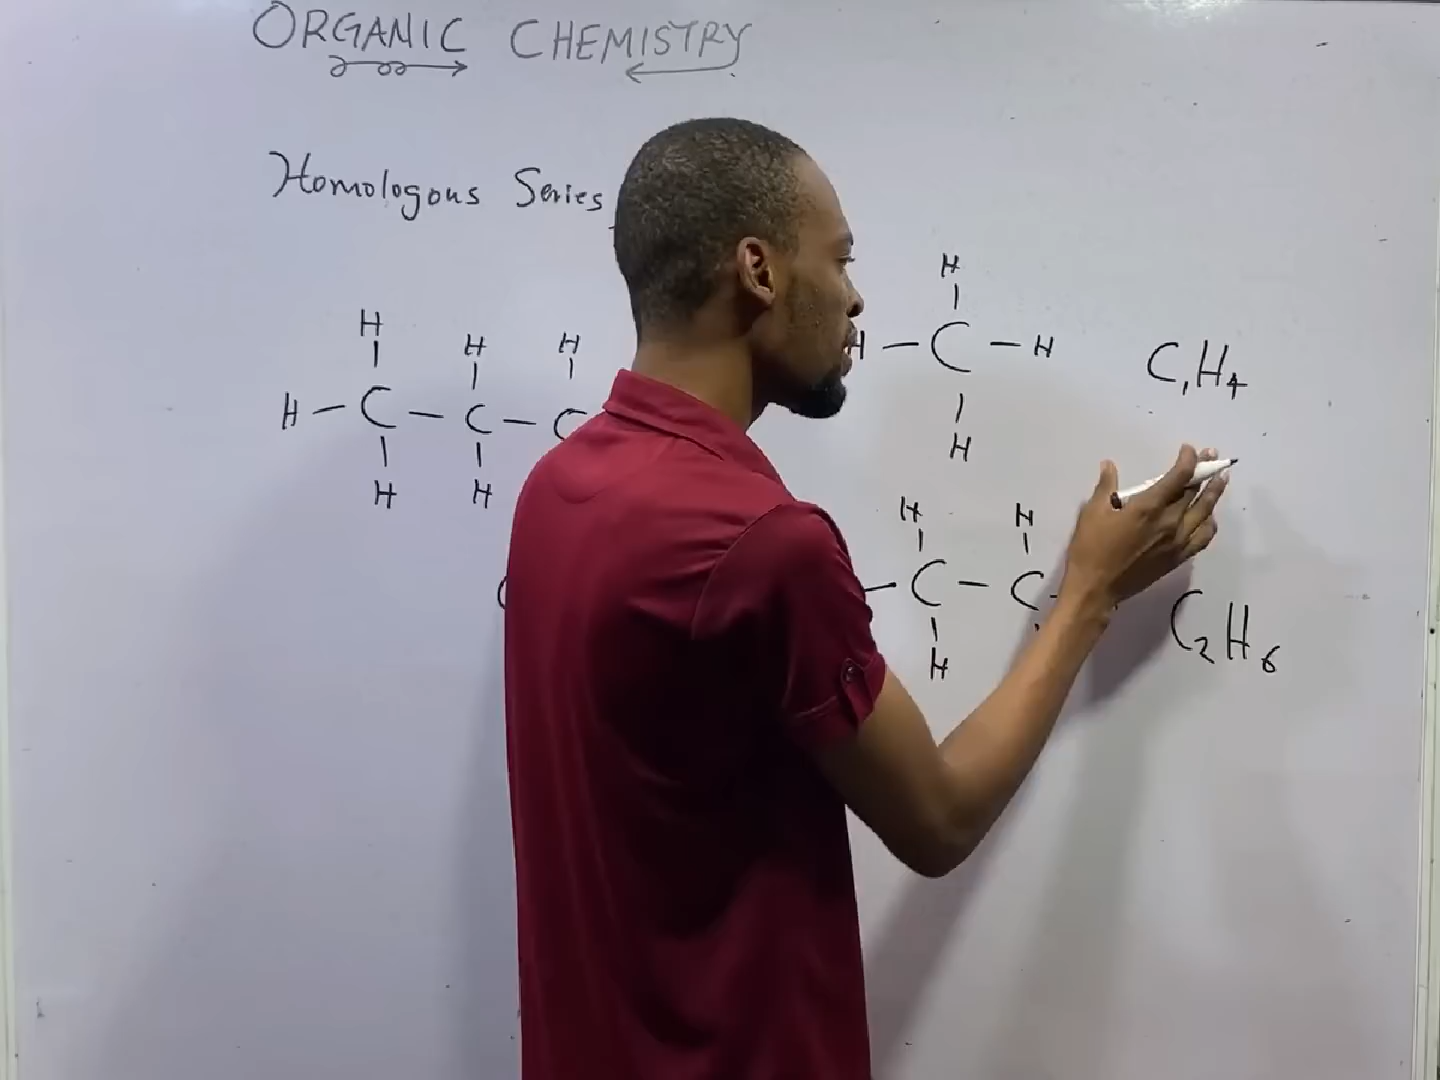 ORGANIC CHEMISTRY
Homologous Series
H
H
H – C – H
C1H4
H
H
H H H
H – C – C – C
H H
H H
– C – C –
C2H6
H